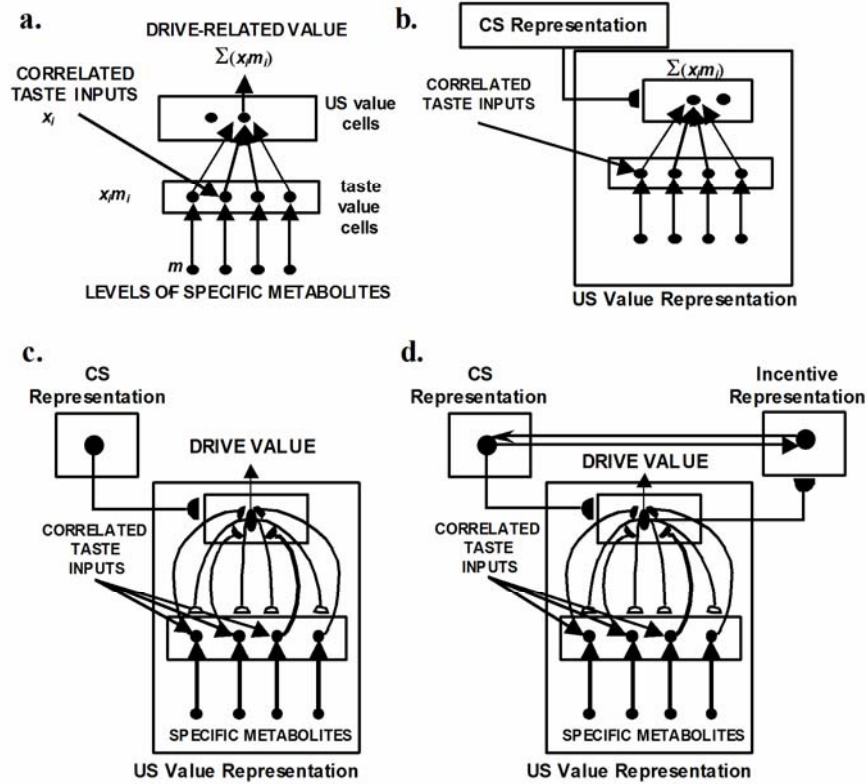 a.
DRIVE-RELATED VALUE
Σ(xᵢmᵢ)
CORRELATED
TASTE INPUTS
xᵢ
US value
cells
xᵢmᵢ
taste
value
cells
m
LEVELS OF SPECIFIC METABOLITES
b.
CS Representation
Σ(xᵢmᵢ)
CORRELATED
TASTE INPUTS
US Value Representation
c.
CS
Representation
DRIVE VALUE
CORRELATED
TASTE
INPUTS
SPECIFIC METABOLITES
US Value Representation
d.
CS
Representation
Incentive
Representation
DRIVE VALUE
CORRELATED
TASTE
INPUTS
SPECIFIC METABOLITES
US Value Representation